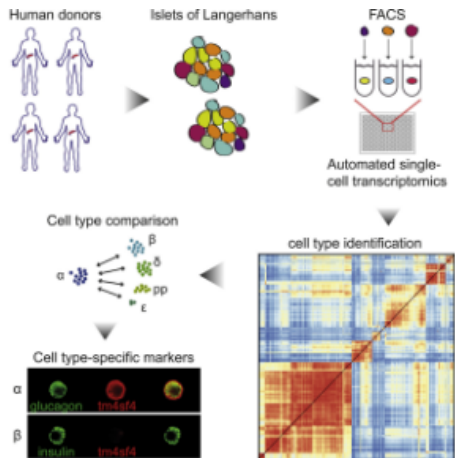 Human donors
Islets of Langerhans
FACS
Automated single-
cell transcriptomics
Cell type comparison
β
α
δ
pp
ε
cell type identification
Cell type-specific markers
α
glucagon
tm4sf4
β
insulin
tm4sf4